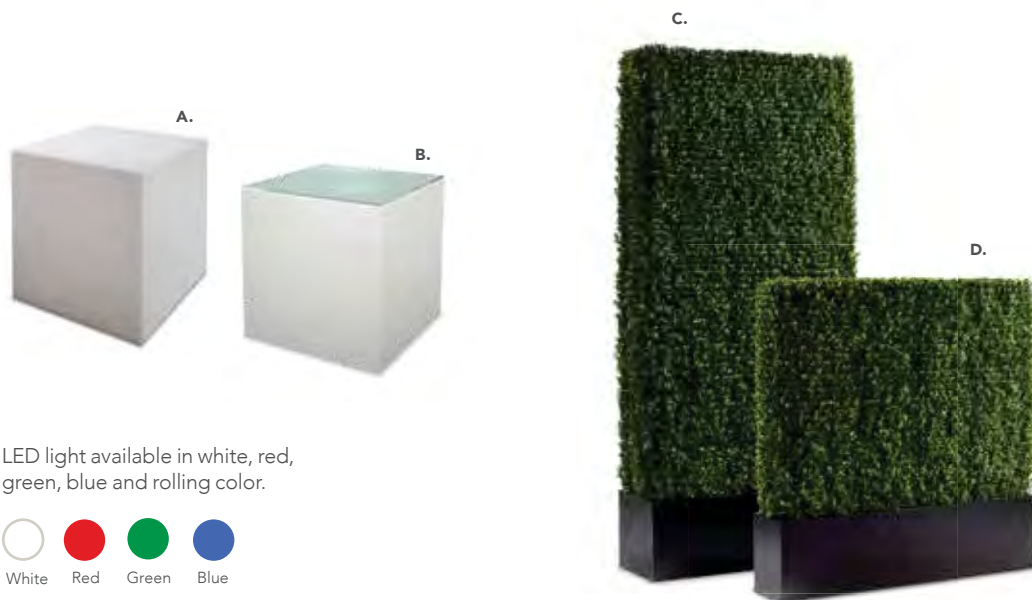 C.
A.
B.
D.
LED light available in white, red,
green, blue and rolling color.
White Red Green Blue